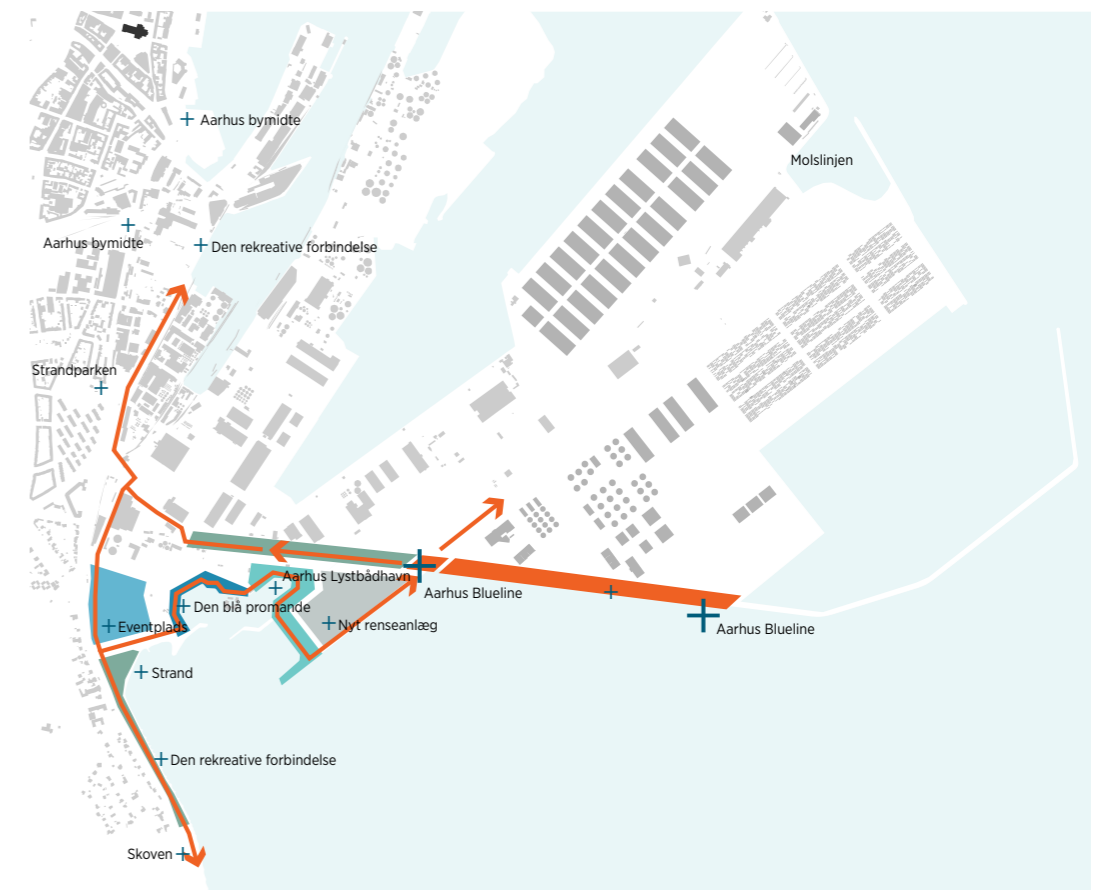 Aarhus bymidte
Molslinjen
Aarhus bymidte
Den rekreative forbindelse
Strandparken
Aarhus Lystbådhavn
Aarhus Blueline
Den blå promande
Eventplads
Nyt renseanlæg
Aarhus Blueline
Strand
Den rekreative forbindelse
Skoven